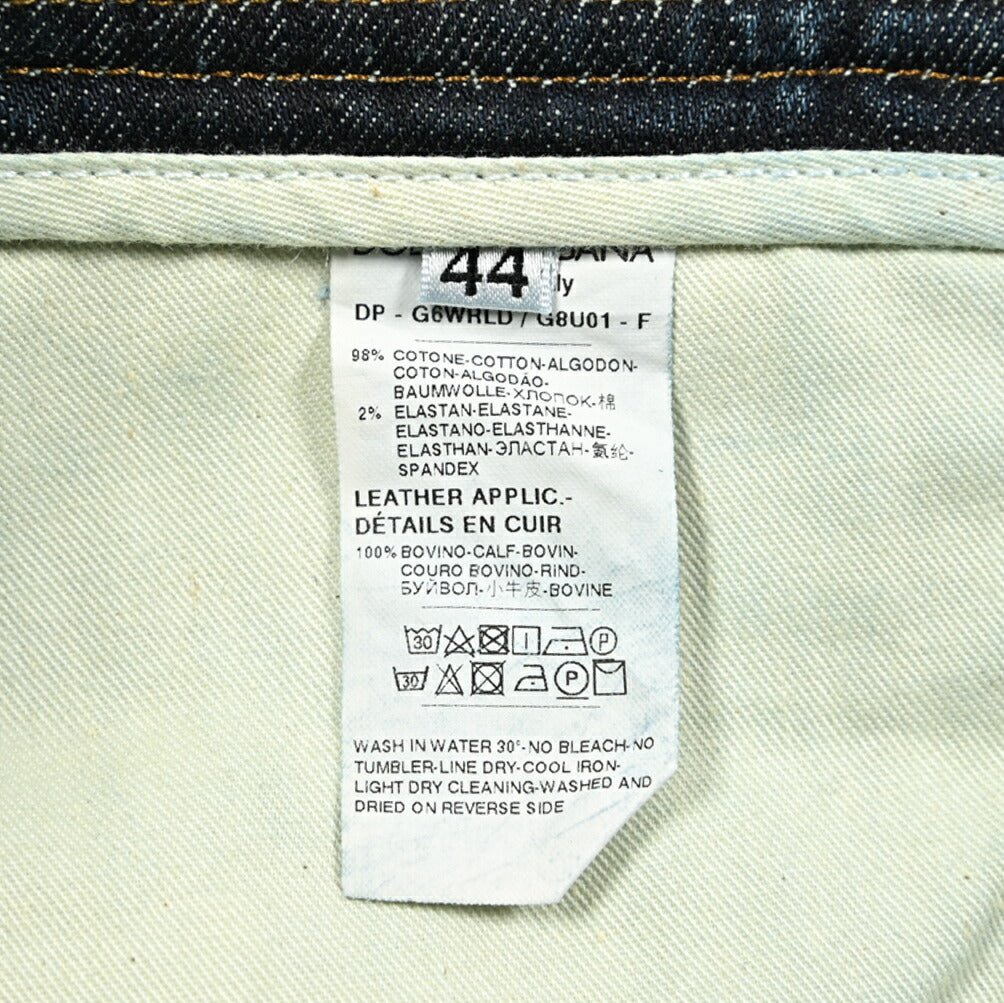 44
DP - G6WRLD / G8U01 - F
98% COTONE-COTTON-ALGODON-
COTON-ALGODÃO-
BAUMWOLLE-ХЛОПОК-棉
2% ELASTAN-ELASTANE-
ELASTANO-ELASTHANNE-
ELASTHAN-ЭЛАСТАН-氨纶-
SPANDEX
LEATHER APPLIC.-
DÉTAILS EN CUIR
100% BOVINO-CALF-BOVIN-
COURO BOVINO-RIND-
БУЙВОЛ-小牛皮-BOVINE
30 P
30 P
WASH IN WATER 30°-NO BLEACH-NO
TUMBLER-LINE DRY-COOL IRON-
LIGHT DRY CLEANING-WASHED AND
DRIED ON REVERSE SIDE